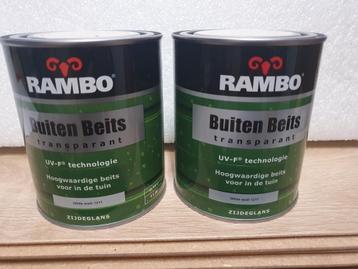 RAMBO®
Buiten Beits
transparant
UV-F® technologie
Hoogwaardige beits
voor in de tuin
ZIJDEGLANS
RAMBO®
Buiten Beits
transparant
UV-F® technologie
Hoogwaardige beits
voor in de tuin
ZIJDEGLANS